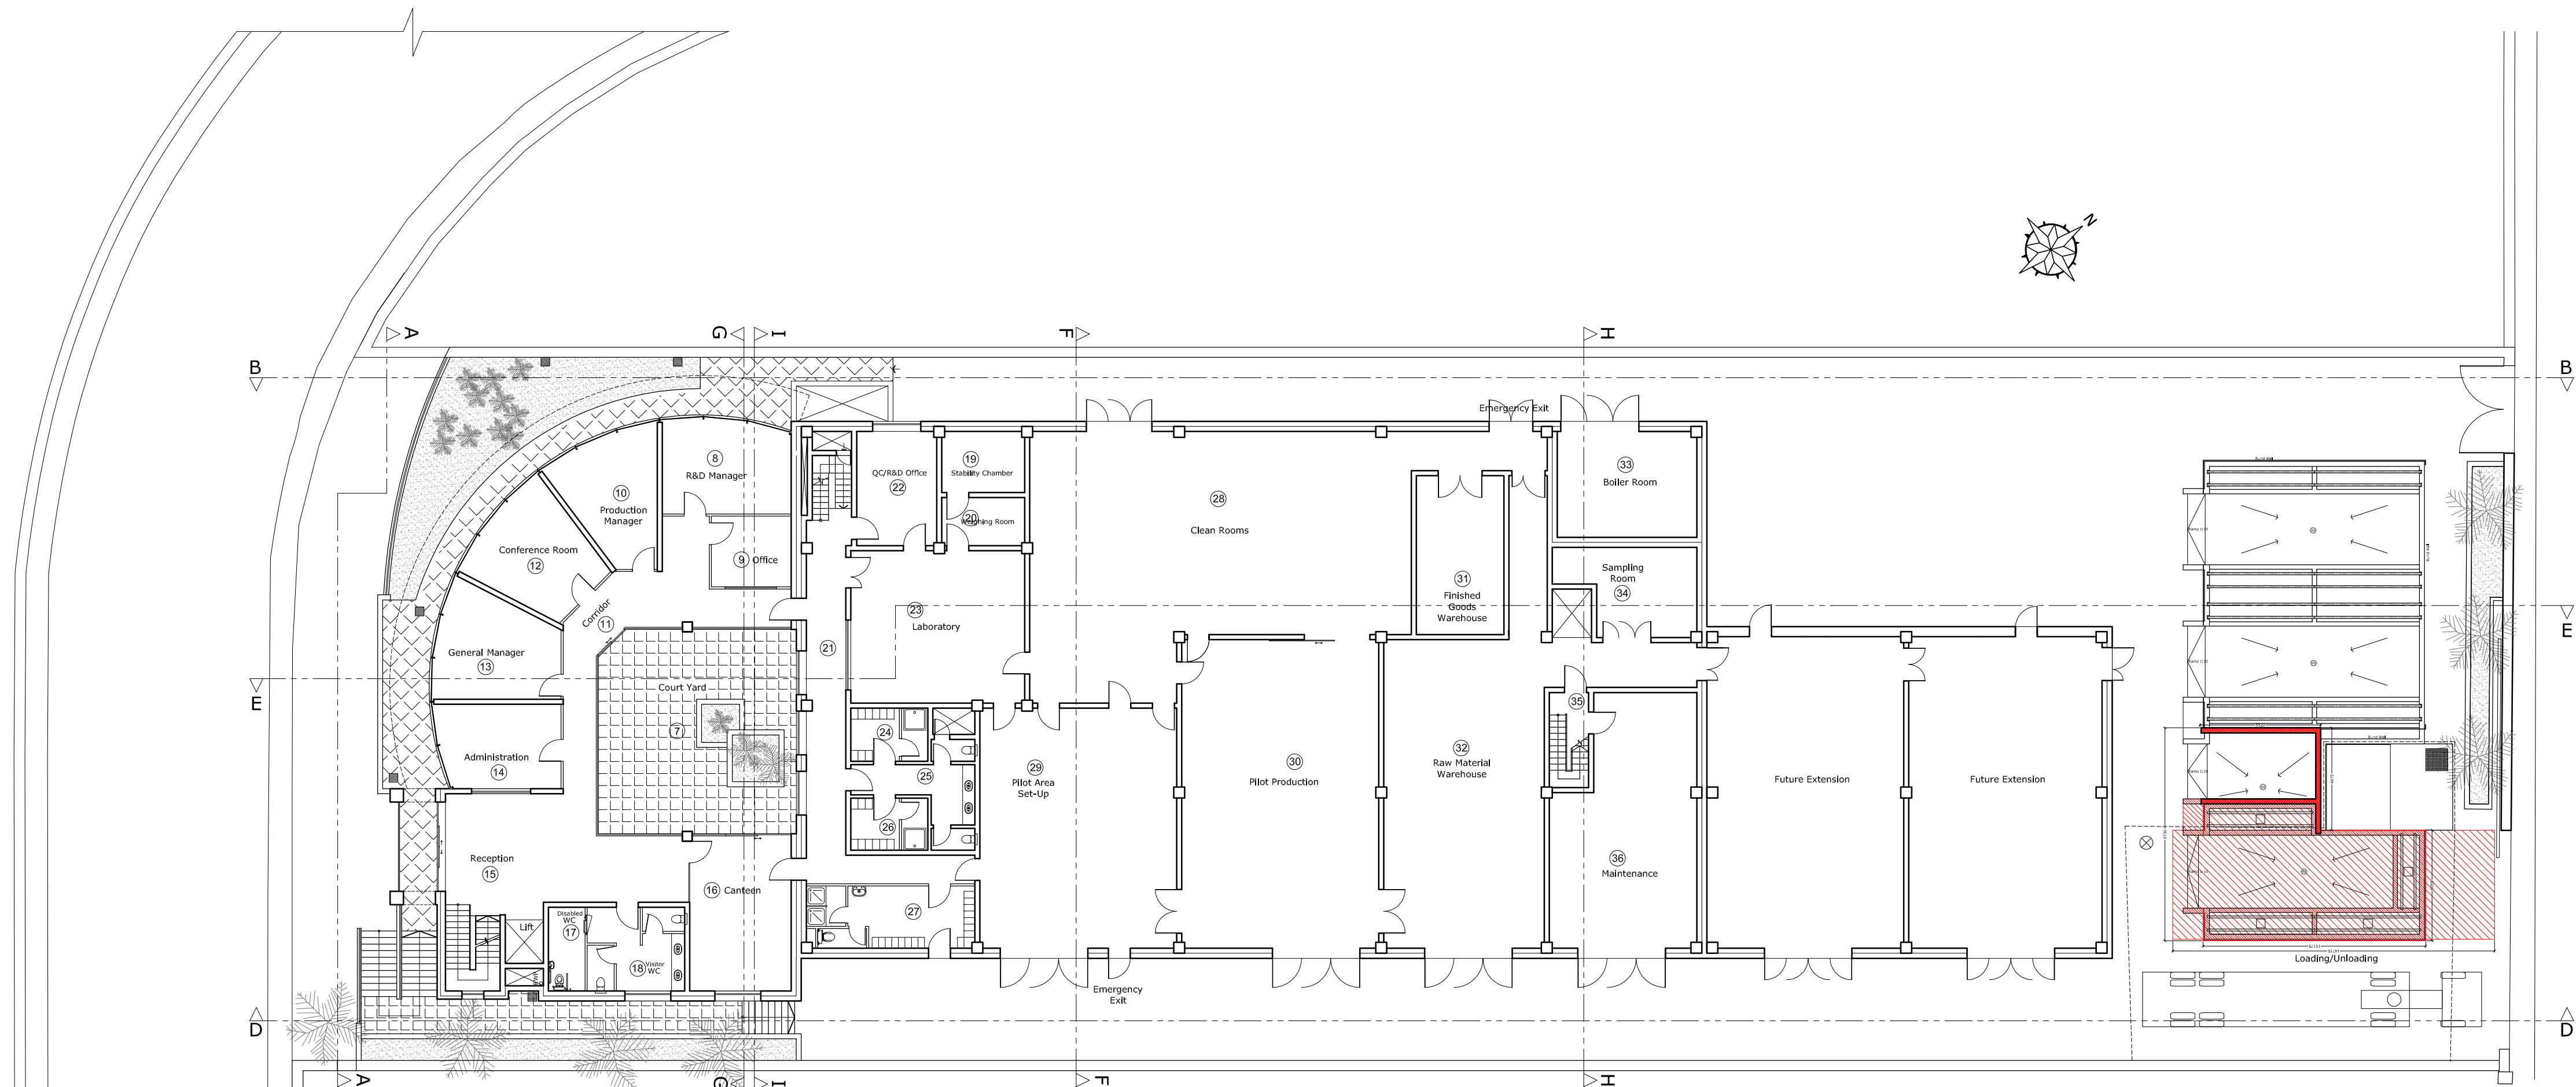 N
A
G
I
F
H
B
B
Emergency Exit
8
R&D Manager
10
Production
Manager
QC/R&D Office
22
19
Stability Chamber
20
Weighing Room
28
Clean Rooms
33
Boiler Room
Conference Room
12
9 Office
Corridor
11
31
Finished
Goods
Warehouse
Sampling
Room
34
23
Laboratory
E
General Manager
13
21
Court Yard
7
E
35
24
Administration
14
25
29
Pilot Area
Set-Up
30
Pilot Production
32
Raw Material
Warehouse
Future Extension
Future Extension
26
Reception
15
16 Canteen
36
Maintenance
27
Disabled
WC
17
Lift
18
Visitor
WC
Loading/Unloading
Emergency
Exit
D
D
A
G
I
F
H